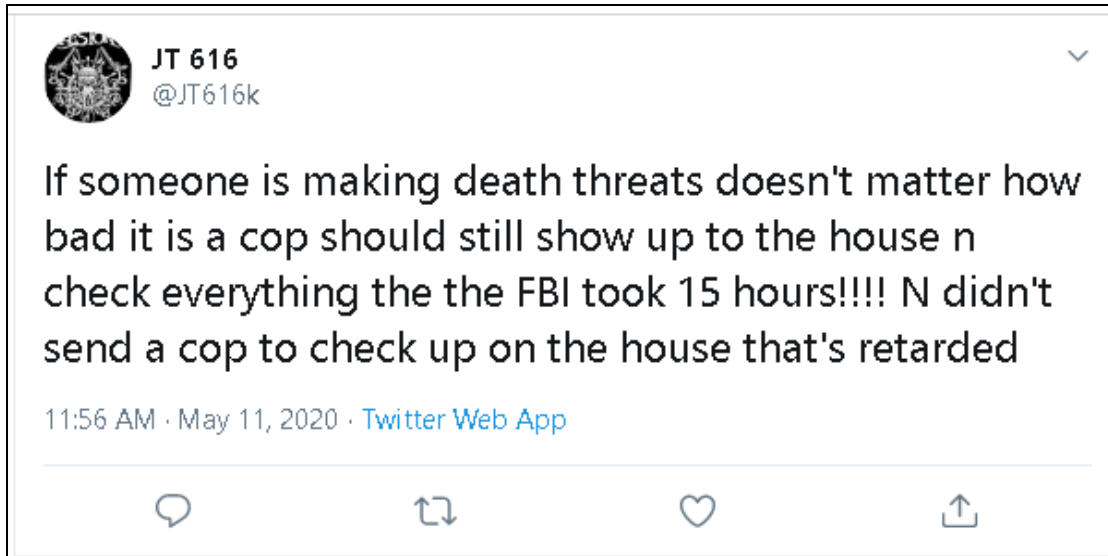 JT 616
@JT616k
If someone is making death threats doesn't matter how
bad it is a cop should still show up to the house n
check everything the the FBI took 15 hours!!!! N didn't
send a cop to check up on the house that's retarded
11:56 AM · May 11, 2020 · Twitter Web App